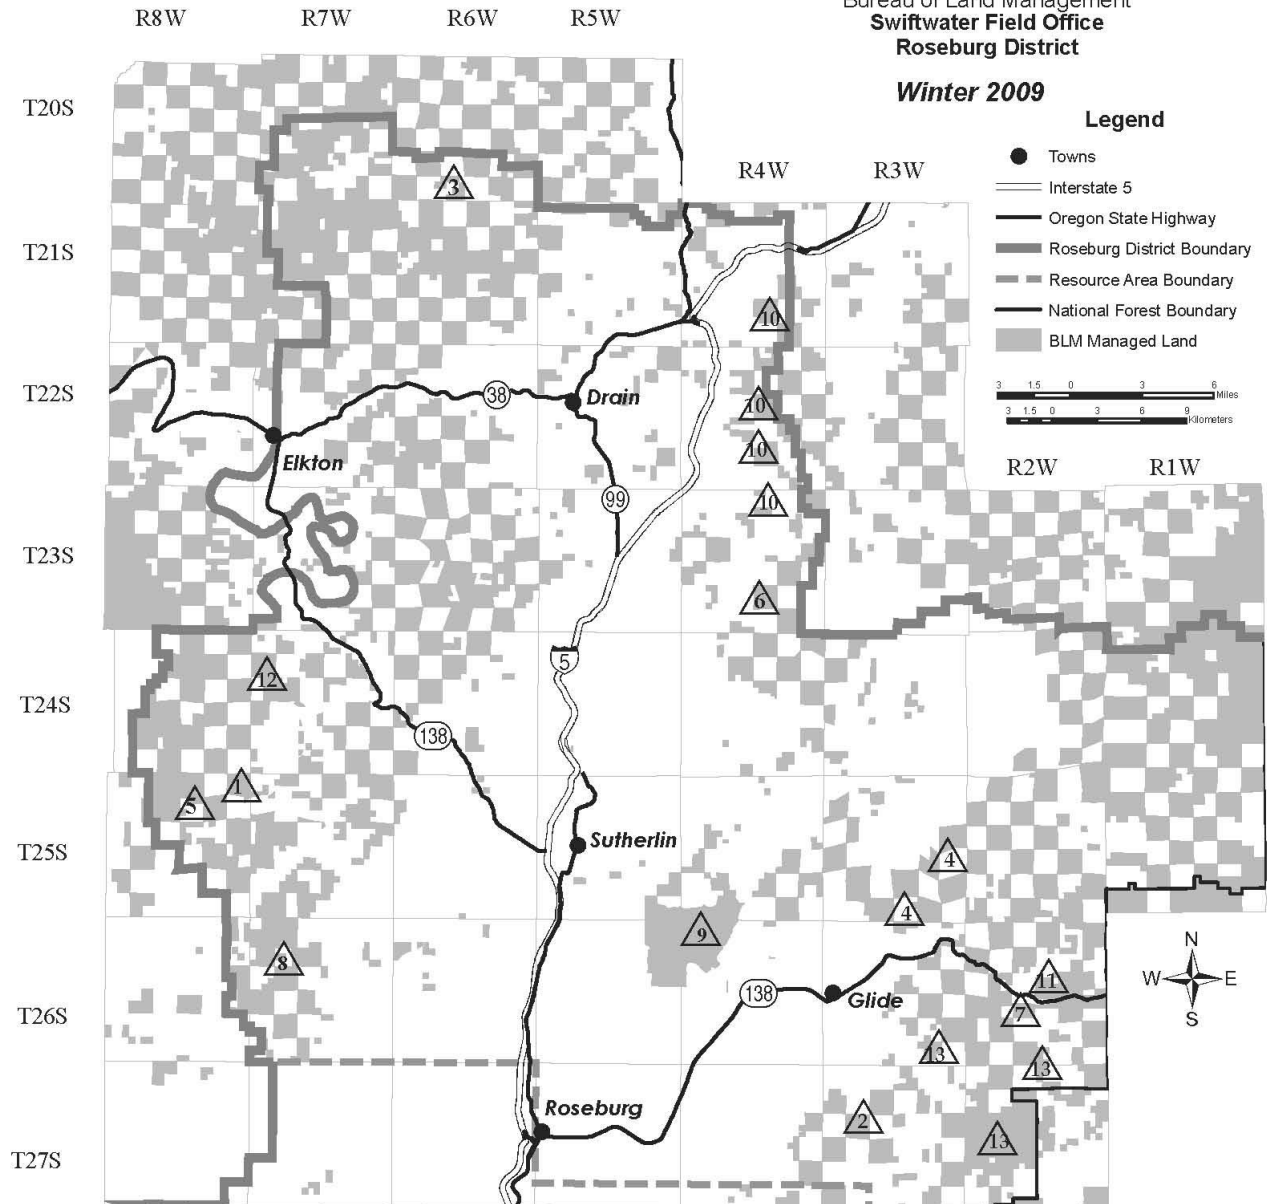 Bureau of Land Management
Swiftwater Field Office
Roseburg District
Winter 2009
R8W R7W R6W R5W
T20S
Legend
Towns
Interstate 5
Oregon State Highway
Roseburg District Boundary
Resource Area Boundary
National Forest Boundary
BLM Managed Land
R4W R3W
3
T21S
10
3 1.5 0 3 6
Miles
3 1.5 0 3 6 9
Kilometers
T22S
38
Drain
10
Elkton
10
R2W R1W
99
10
T23S
6
5
12
T24S
138
1
5
Sutherlin
T25S
4
4
9
8
N
W E
S
11
138
Glide
7
T26S
13
13
Roseburg
2
13
T27S